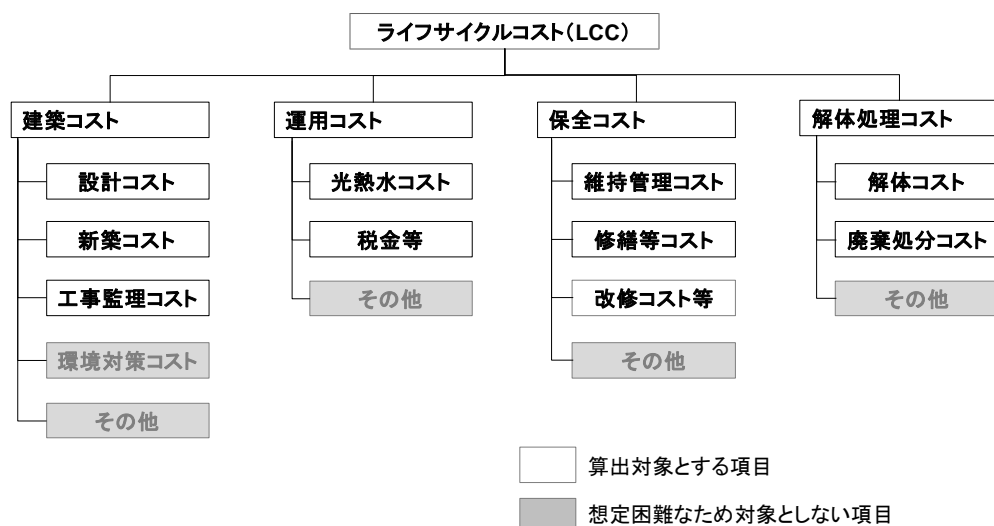 ライフサイクルコスト(LCC)
建築コスト
設計コスト
新築コスト
工事監理コスト
環境対策コスト
その他
運用コスト
光熱水コスト
税金等
その他
保全コスト
維持管理コスト
修繕等コスト
改修コスト等
その他
解体処理コスト
解体コスト
廃棄処分コスト
その他
算出対象とする項目
想定困難なため対象としない項目